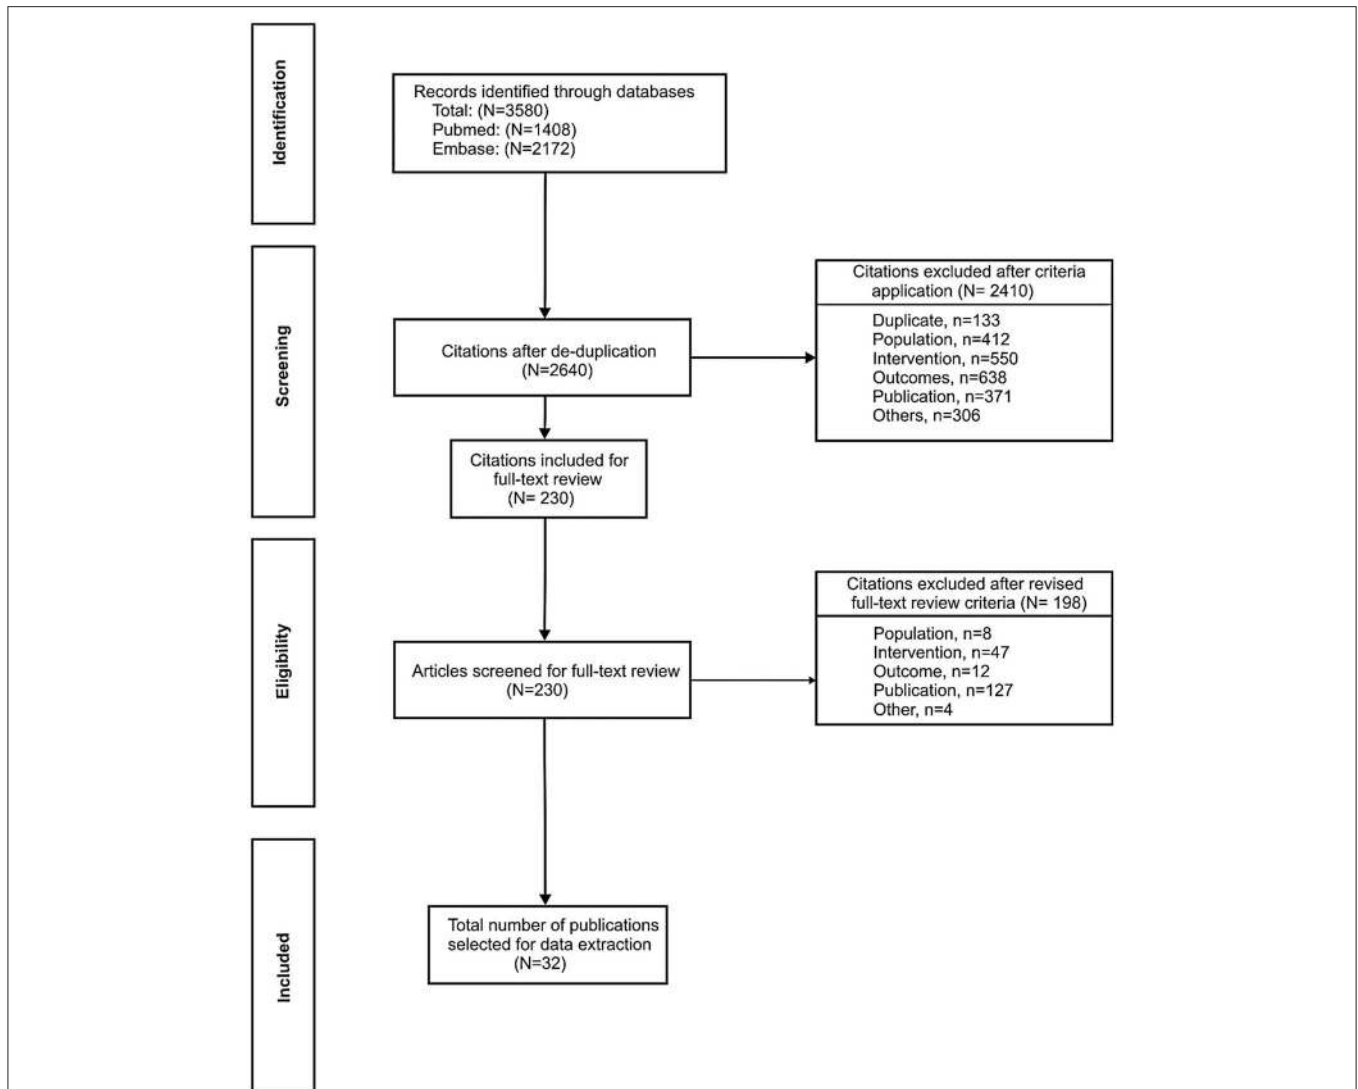 Identification
Records identified through databases
Total: (N=3580)
Pubmed: (N=1408)
Embase: (N=2172)
Screening
Citations after de-duplication
(N=2640)
Citations excluded after criteria
application (N= 2410)
Duplicate, n=133
Population, n=412
Intervention, n=550
Outcomes, n=638
Publication, n=371
Others, n=306
Citations included for
full-text review
(N= 230)
Eligibility
Articles screened for full-text review
(N=230)
Citations excluded after revised
full-text review criteria (N= 198)
Population, n=8
Intervention, n=47
Outcome, n=12
Publication, n=127
Other, n=4
Included
Total number of publications
selected for data extraction
(N=32)